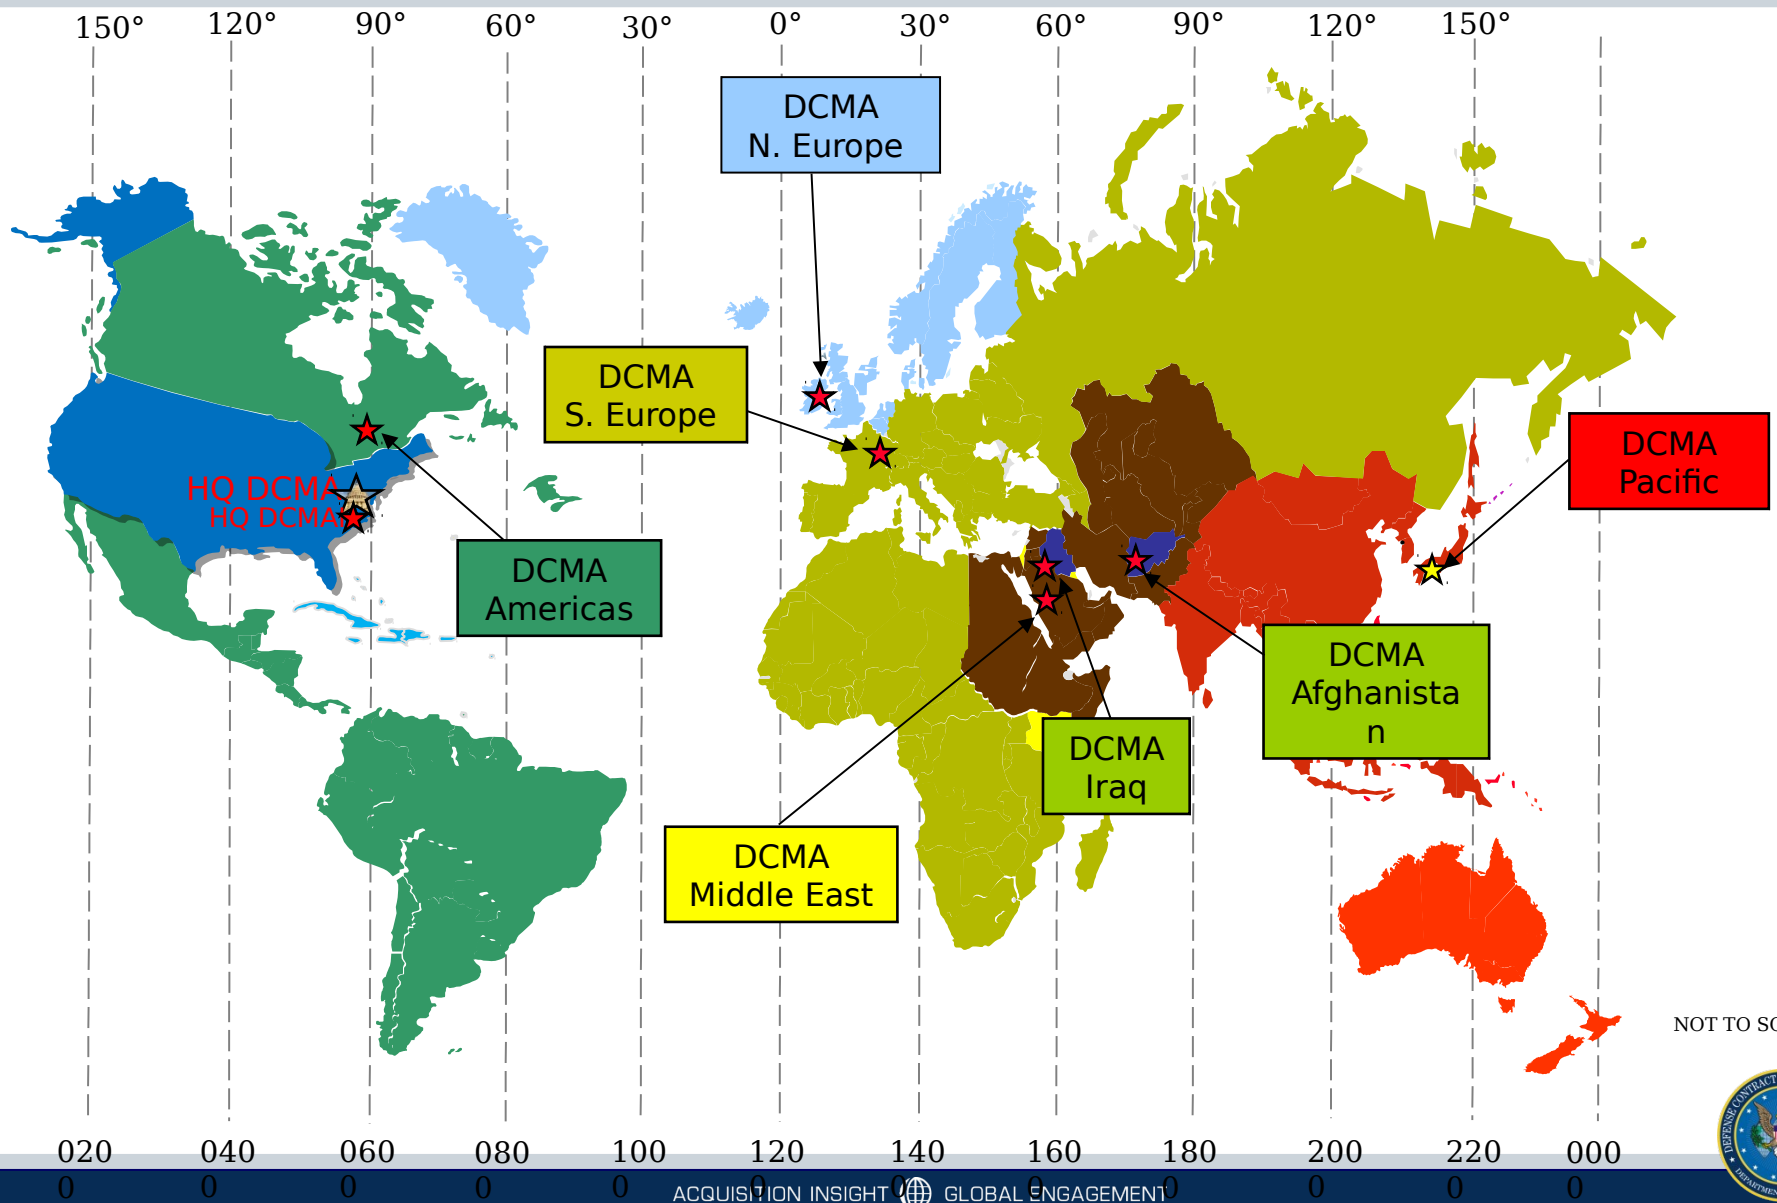 150° 120° 90° 60° 30° 0° 30° 60° 90° 120° 150°
DCMA
N. Europe
DCMA
S. Europe
DCMA
Pacific
HQ DCMA
HQ DCMA
DCMA
Americas
DCMA
Afghanista
n
DCMA
Iraq
DCMA
Middle East
NOT TO SC
020 040 060 080 100 120 140 160 180 200 220 000
0 0 0 0 0 0 0 0 0 0 0 0
ACQUISITION INSIGHT GLOBAL ENGAGEMENT
DEFENSE CONTRACT